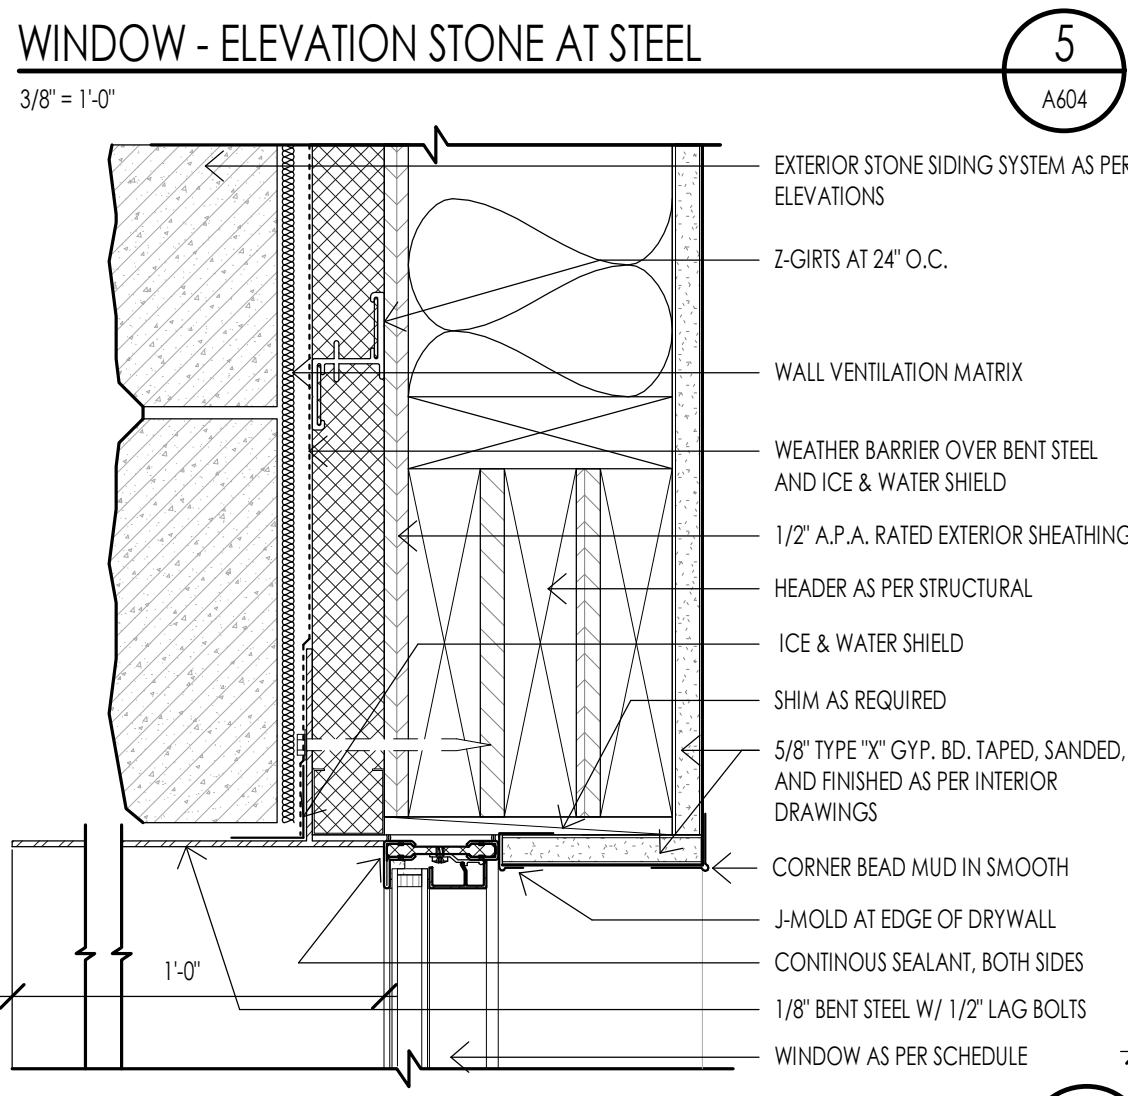 WINDOW - ELEVATION STONE AT STEEL
5
A604
3/8" = 1'-0"
EXTERIOR STONE SIDING SYSTEM AS PER
ELEVATIONS
Z-GIRTS AT 24" O.C.
WALL VENTILATION MATRIX
WEATHER BARRIER OVER BENT STEEL
AND ICE & WATER SHIELD
1/2" A.P.A. RATED EXTERIOR SHEATHING
HEADER AS PER STRUCTURAL
ICE & WATER SHIELD
SHIM AS REQUIRED
5/8" TYPE "X" GYP. BD. TAPED, SANDED,
AND FINISHED AS PER INTERIOR
DRAWINGS
CORNER BEAD MUD IN SMOOTH
J-MOLD AT EDGE OF DRYWALL
CONTINOUS SEALANT, BOTH SIDES
1'-0"
1/8" BENT STEEL W/ 1/2" LAG BOLTS
WINDOW AS PER SCHEDULE